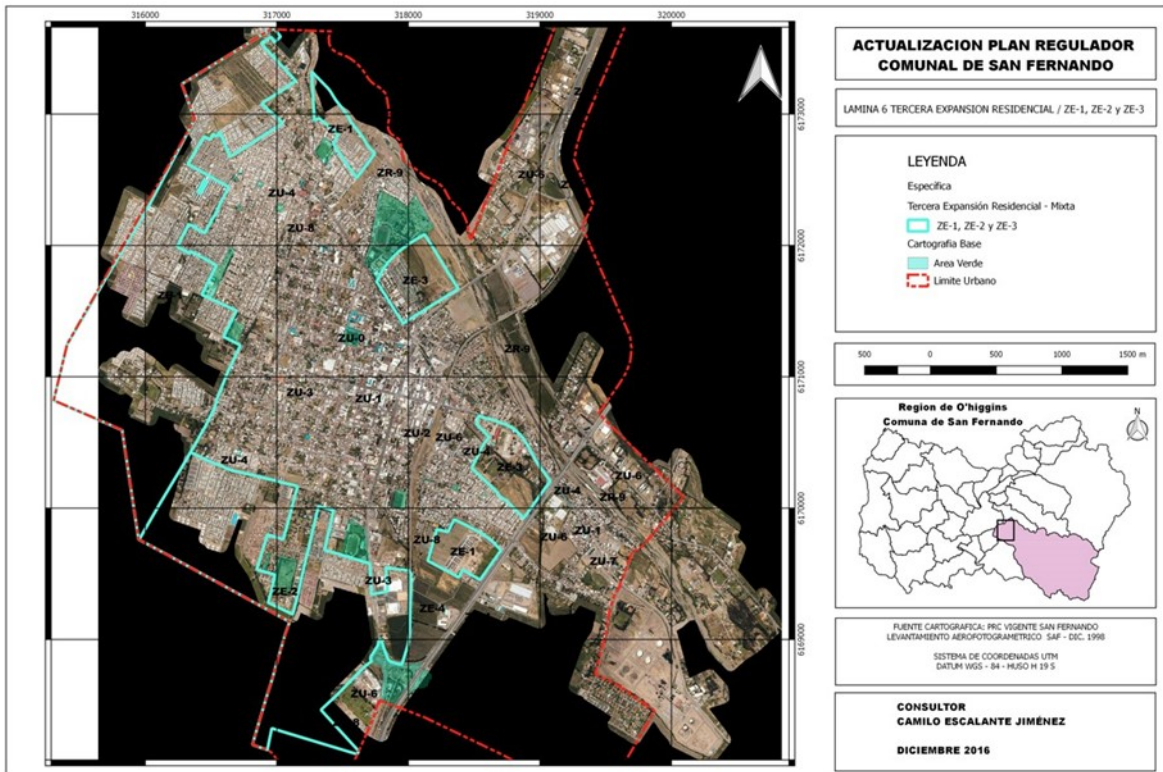 316000 317000 318000 319000 320000
6173000
6172000
6171000
6170000
6169000
ZE-1
ZR-9
ZU-6
ZU-4
ZU-8
ZE-3
ZU-0
ZR-9
ZU-3
ZU-1
ZU-2
ZU-6
ZU-4
ZU-4
ZE-3
ZU-6
ZU-4
ZR-9
ZU-8
ZE-1
ZU-6
ZU-1
ZU-7
ZU-3
ZE-2
ZE-4
ZU-6
ACTUALIZACION PLAN REGULADOR
COMUNAL DE SAN FERNANDO
LAMINA 6 TERCERA EXPANSION RESIDENCIAL / ZE-1, ZE-2 y ZE-3
LEYENDA
Específica
Tercera Expansión Residencial - Mixta
ZE-1, ZE-2 y ZE-3
Cartografia Base
Area Verde
Limite Urbano
500 0 500 1000 1500 m
Region de O'higgins
Comuna de San Fernando
N
FUENTE CARTOGRAFICA: PRC VIGENTE SAN FERNANDO
LEVANTAMIENTO AEROFOTOGRAMETRICO SAF - DIC. 1998
SISTEMA DE COORDENADAS UTM
DATUM WGS - 84 - HUSO H 19 S
CONSULTOR
CAMILO ESCALANTE JIMÉNEZ
DICIEMBRE 2016